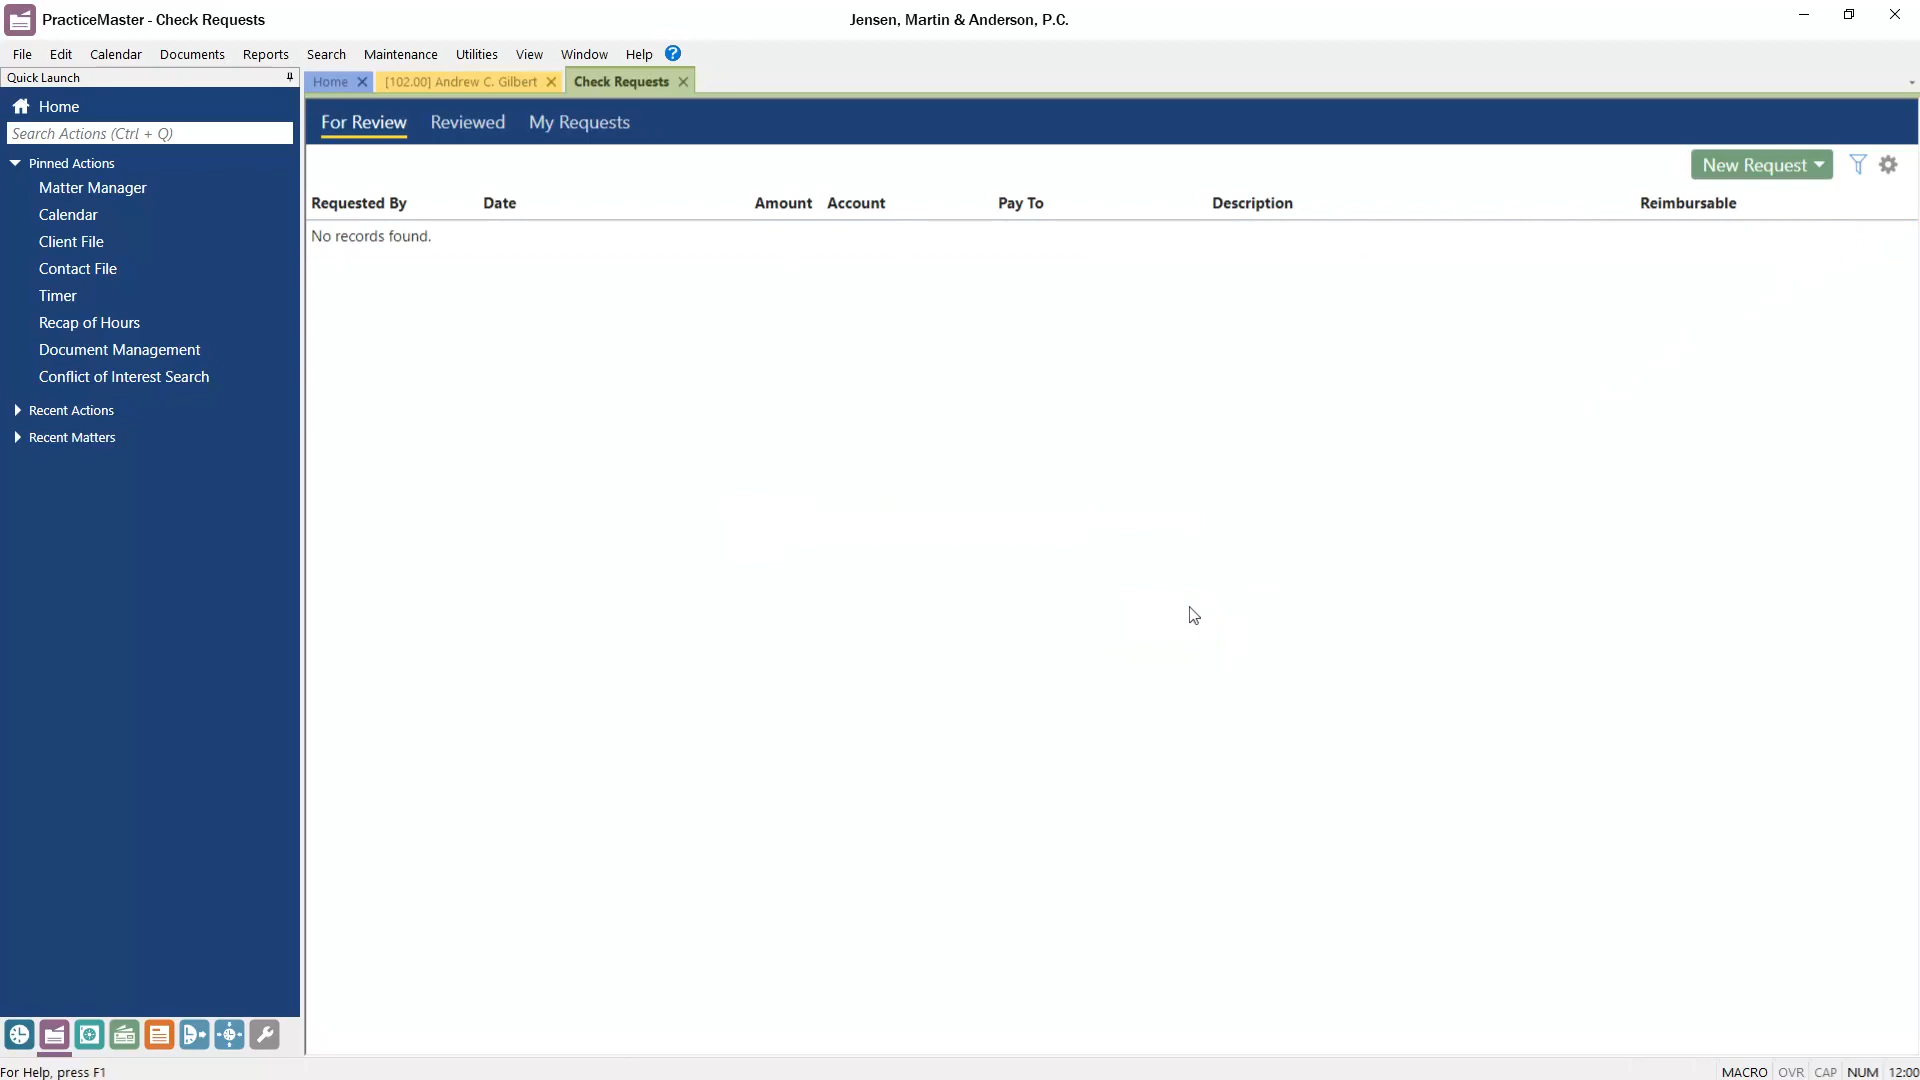 PracticeMaster - Check Requests
Jensen, Martin & Anderson, P.C.
File Edit Calendar Documents Reports Search Maintenance Utilities View Window Help ?
Quick Launch
Home
Search Actions (Ctrl + Q)
Pinned Actions
Matter Manager
Calendar
Client File
Contact File
Timer
Recap of Hours
Document Management
Conflict of Interest Search
Recent Actions
Recent Matters
Home [102.00] Andrew C. Gilbert Check Requests
For Review Reviewed My Requests
New Request
Requested By Date Amount Account Pay To Description Reimbursable
No records found.
For Help, press F1
MACRO OVR CAP NUM 12:00